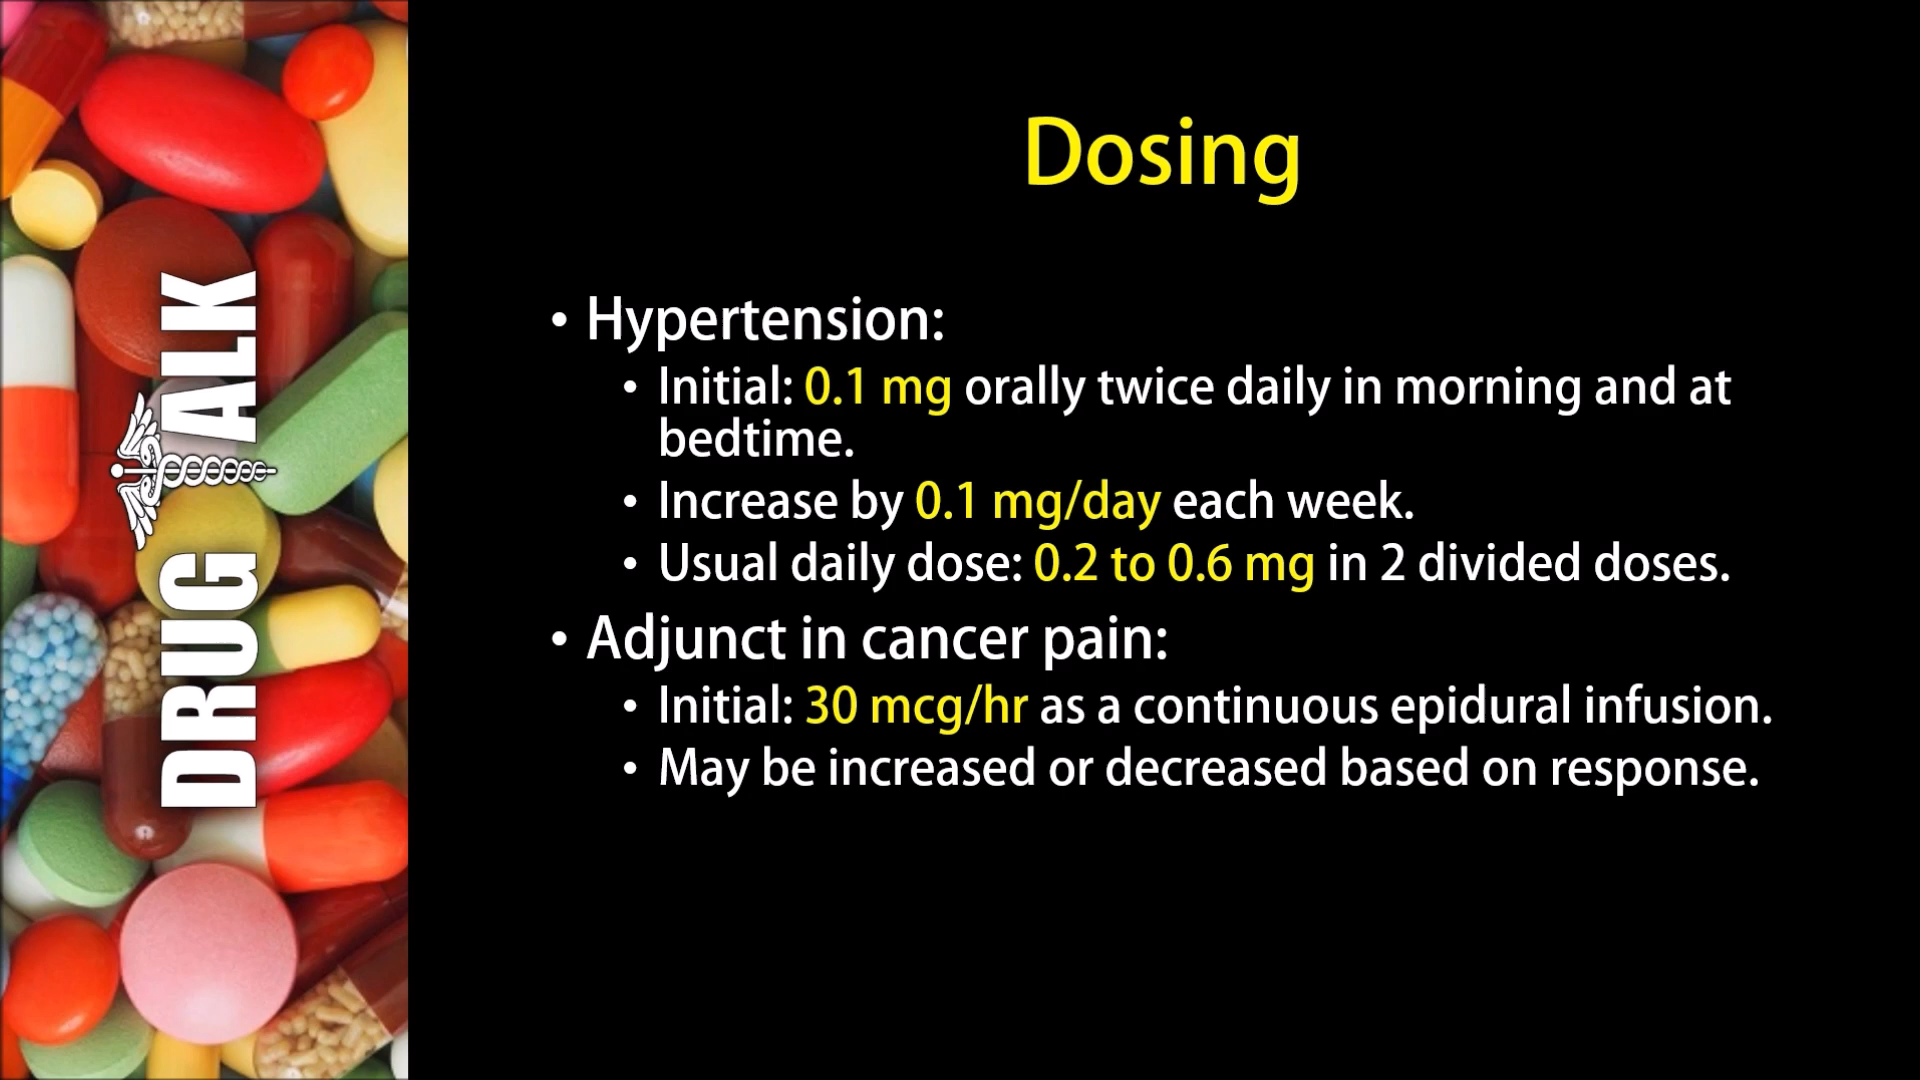 DRUG TALK
Dosing
• Hypertension:
• Initial: 0.1 mg orally twice daily in morning and at
bedtime.
• Increase by 0.1 mg/day each week.
• Usual daily dose: 0.2 to 0.6 mg in 2 divided doses.
• Adjunct in cancer pain:
• Initial: 30 mcg/hr as a continuous epidural infusion.
• May be increased or decreased based on response.